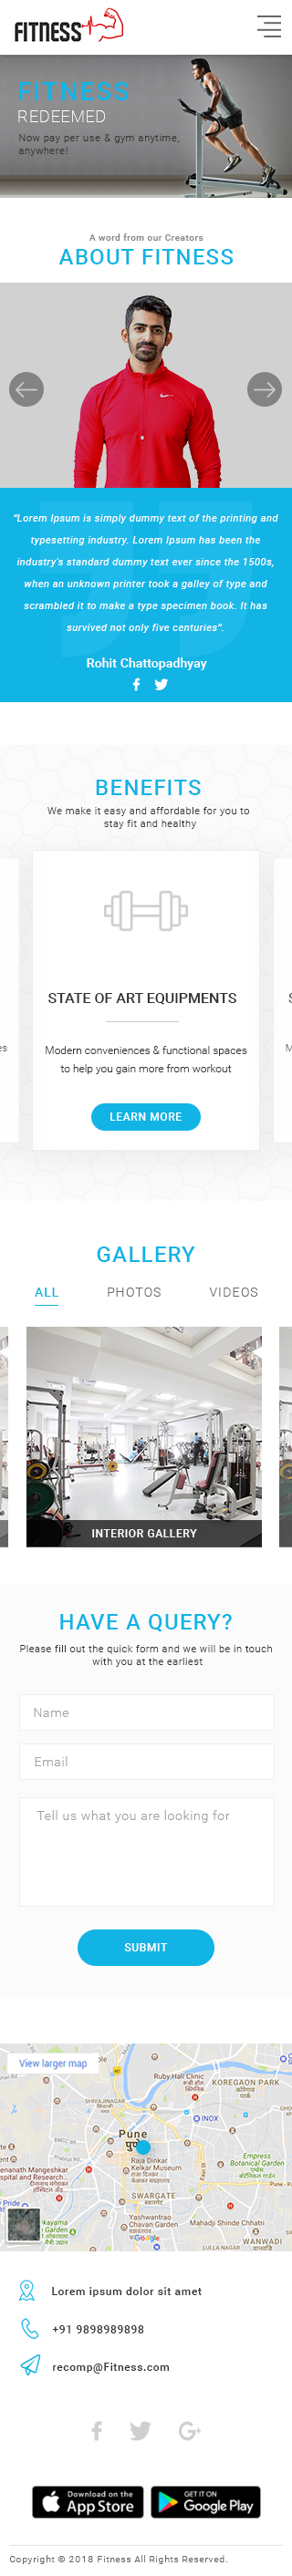 FITNESS
FITNESS
REDEEMED
Now pay per use & gym anytime,
anywhere!
A word from our Creators
ABOUT FITNESS
"Lorem Ipsum is simply dummy text of the printing and
typesetting industry. Lorem Ipsum has been the
industry's standard dummy text ever since the 1500s,
when an unknown printer took a galley of type and
scrambled it to make a type specimen book. It has
survived not only five centuries".
Rohit Chattopadhyay
BENEFITS
We make it easy and affordable for you to
stay fit and healthy
STATE OF ART EQUIPMENTS
Modern conveniences & functional spaces
to help you gain more from workout
LEARN MORE
GALLERY
ALL PHOTOS VIDEOS
INTERIOR GALLERY
HAVE A QUERY?
Please fill out the quick form and we will be in touch
with you at the earliest
Name
Email
Tell us what you are looking for
SUBMIT
View larger map
Ruby Hall Clinic
KOREGAON PARK
SHIVAJINAGAR
INOX
Pune
पुणे
Empress
Botanical Garden
Raja Dinkar
Kelkar Museum
Deenanath Mangeshkar
Hospital and Research..
SWARGATE
Yashwantrao
Chavan Garden
Mahadji Shinde Chhatri
WANWADI
Google
Lorem ipsum dolor sit amet
+91 9898989898
recomp@Fitness.com
Download on the
App Store
GET IT ON
Google Play
Copyright © 2018 Fitness All Rights Reserved.